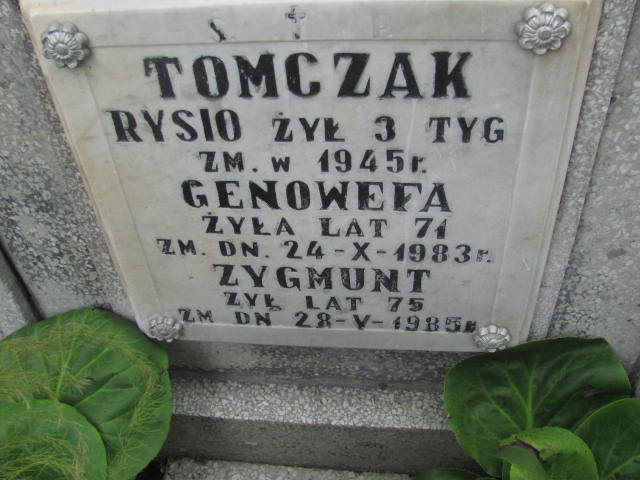 Ś † P
TOMCZAK
RYSIO ŻYŁ 3 TYG
ZM. W 1945 r.
GENOWEFA
ŻYŁA LAT 71
ZM. DN. 24-X-1983 r.
ZYGMUNT
ŻYŁ LAT 75
ZM DN 28-V-1985 r